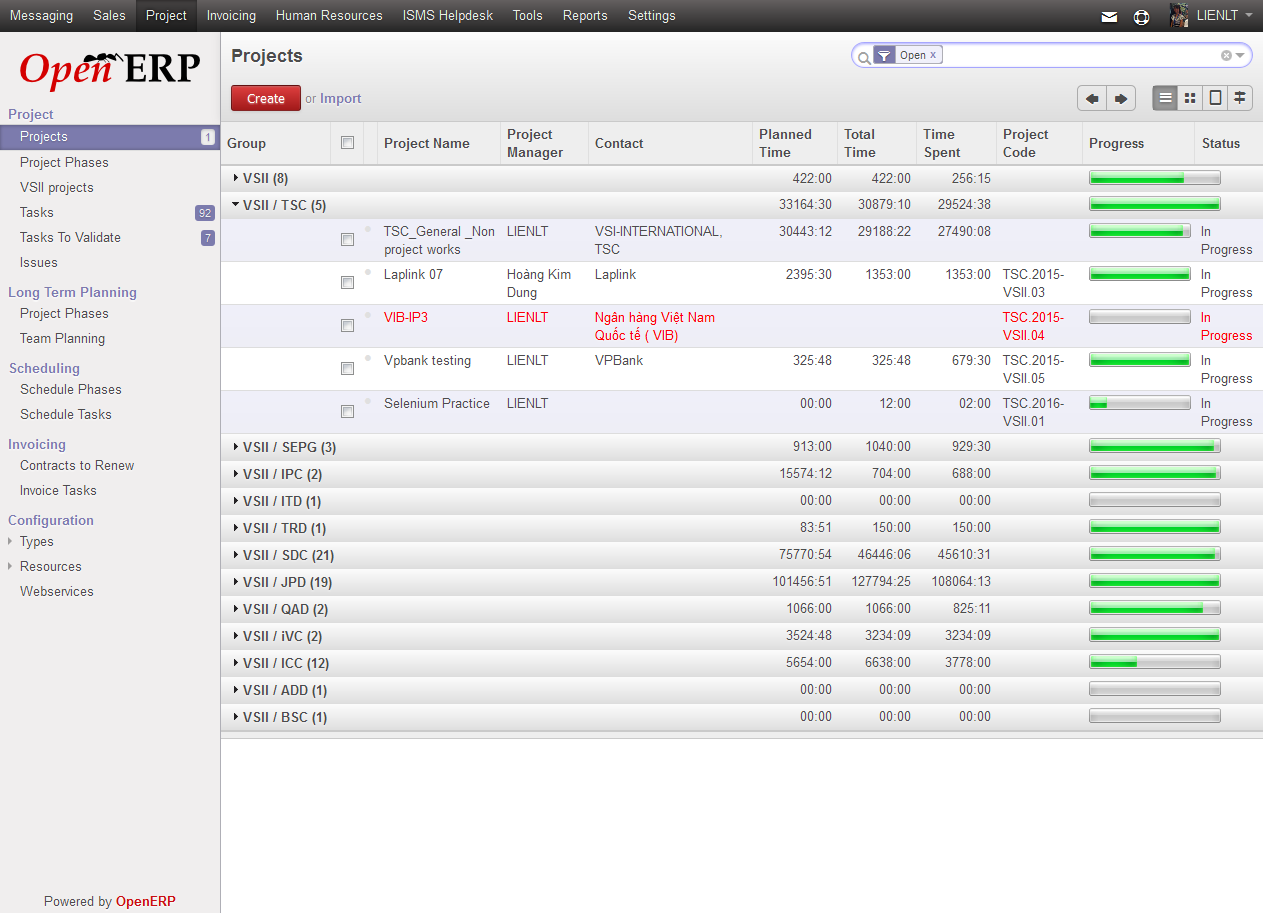 Messaging Sales Project Invoicing Human Resources ISMS Helpdesk Tools Reports Settings LIENLT
Open ERP
Project
Projects 1
Project Phases
VSII projects
Tasks 92
Tasks To Validate 7
Issues
Long Term Planning
Project Phases
Team Planning
Scheduling
Schedule Phases
Schedule Tasks
Invoicing
Contracts to Renew
Invoice Tasks
Configuration
Types
Resources
Webservices
Powered by OpenERP
Projects
Open x
Create or Import
Group Project Name Project Manager Contact Planned Time Total Time Time Spent Project Code Progress Status
VSII (8) 422:00 422:00 256:15
VSII / TSC (5) 33164:30 30879:10 29524:38
TSC_General _Non LIENLT VSI-INTERNATIONAL, 30443:12 29188:22 27490:08 In
project works TSC Progress
Laplink 07 Hoàng Kim Laplink 2395:30 1353:00 1353:00 TSC.2015- In
Dung VSII.03 Progress
VIB-IP3 LIENLT Ngân hàng Việt Nam TSC.2015- In
Quốc tế ( VIB) VSII.04 Progress
Vpbank testing LIENLT VPBank 325:48 325:48 679:30 TSC.2015- In
VSII.05 Progress
Selenium Practice LIENLT 00:00 12:00 02:00 TSC.2016- In
VSII.01 Progress
VSII / SEPG (3) 913:00 1040:00 929:30
VSII / IPC (2) 15574:12 704:00 688:00
VSII / ITD (1) 00:00 00:00 00:00
VSII / TRD (1) 83:51 150:00 150:00
VSII / SDC (21) 75770:54 46446:06 45610:31
VSII / JPD (19) 101456:51 127794:25 108064:13
VSII / QAD (2) 1066:00 1066:00 825:11
VSII / iVC (2) 3524:48 3234:09 3234:09
VSII / ICC (12) 5654:00 6638:00 3778:00
VSII / ADD (1) 00:00 00:00 00:00
VSII / BSC (1) 00:00 00:00 00:00